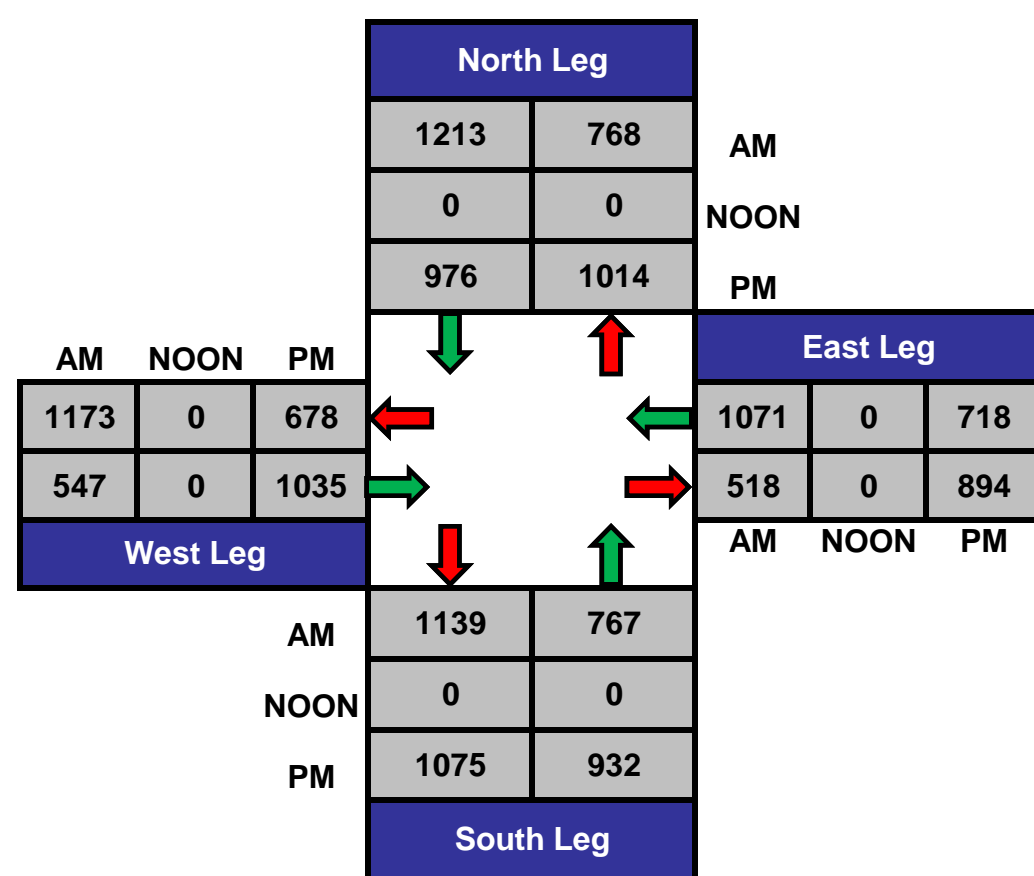 North Leg
1213 768 AM
0 0 NOON
976 1014 PM
East Leg
AM NOON PM
1173 0 678 1071 0 718
547 0 1035 518 0 894
West Leg AM NOON PM
AM 1139 767
NOON 0 0
PM 1075 932
South Leg